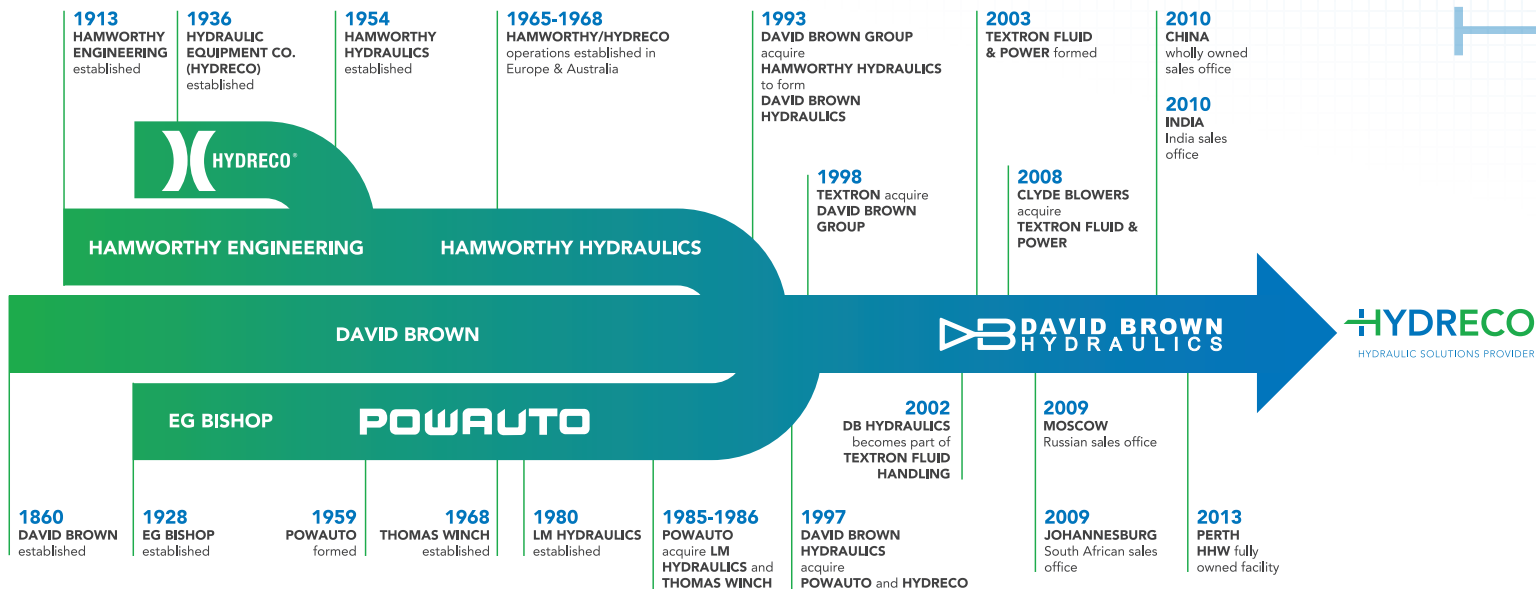 1913
HAMWORTHY
ENGINEERING
established
1936
HYDRAULIC
EQUIPMENT CO.
(HYDRECO)
established
1954
HAMWORTHY
HYDRAULICS
established
1965-1968
HAMWORTHY/HYDRECO
operations established in
Europe & Australia
1993
DAVID BROWN GROUP
acquire
HAMWORTHY HYDRAULICS
to form
DAVID BROWN
HYDRAULICS
2003
TEXTRON FLUID
& POWER formed
2010
CHINA
wholly owned
sales office
2010
INDIA
India sales
office
1998
TEXTRON acquire
DAVID BROWN
GROUP
2008
CLYDE BLOWERS
acquire
TEXTRON FLUID &
POWER
HYDRECO®
HAMWORTHY ENGINEERING
HAMWORTHY HYDRAULICS
DAVID BROWN
DB DAVID BROWN
HYDRAULICS
HYDRECO
HYDRAULIC SOLUTIONS PROVIDER
EG BISHOP
POWAUTO
2002
DB HYDRAULICS
becomes part of
TEXTRON FLUID
HANDLING
2009
MOSCOW
Russian sales office
1860
DAVID BROWN
established
1928
EG BISHOP
established
1959
POWAUTO
formed
1968
THOMAS WINCH
established
1980
LM HYDRAULICS
established
1985-1986
POWAUTO
acquire LM
HYDRAULICS and
THOMAS WINCH
1997
DAVID BROWN
HYDRAULICS
acquire
POWAUTO and HYDRECO
2009
JOHANNESBURG
South African sales
office
2013
PERTH
HHW fully
owned facility